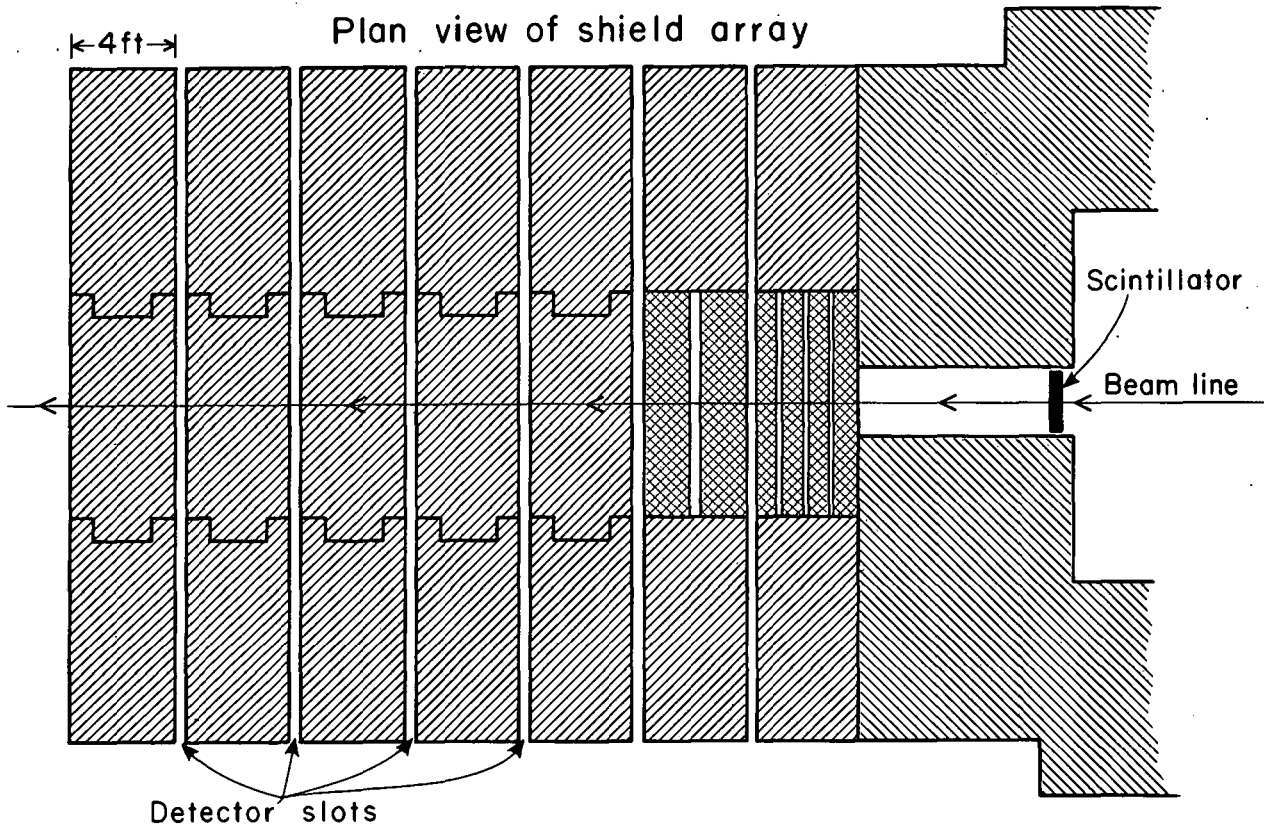 Plan view of shield array
4ft
Scintillator
Beam line
Detector slots